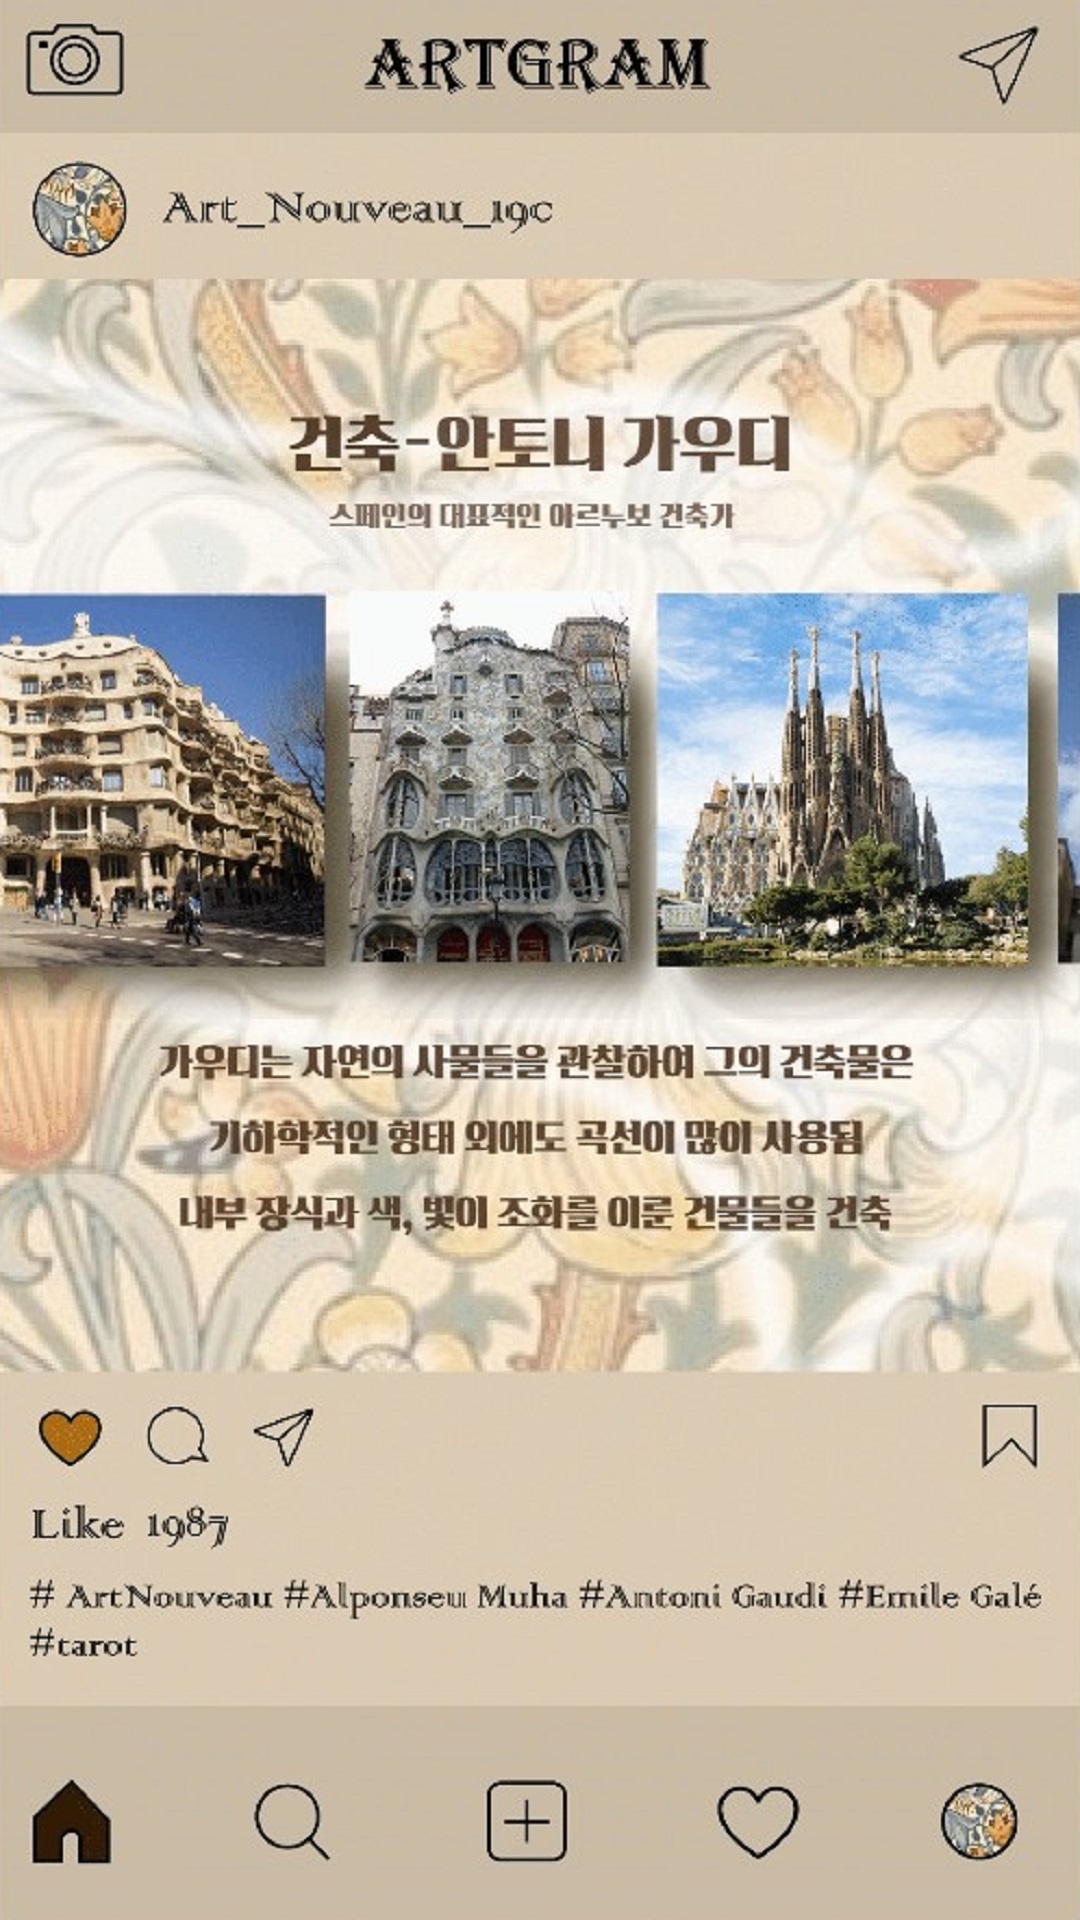 ARTGRAM
Art_Nouveau_19c
건축-안토니 가우디
스페인의 대표적인 아르누보 건축가
가우디는 자연의 사물들을 관찰하여 그의 건축물은
기하학적인 형태 외에도 곡선이 많이 사용됨
내부 장식과 색, 빛이 조화를 이룬 건물들을 건축
Like 1987
# ArtNouveau #Alponseu Muha #Antoni Gaudi #Emile Galé
#tarot